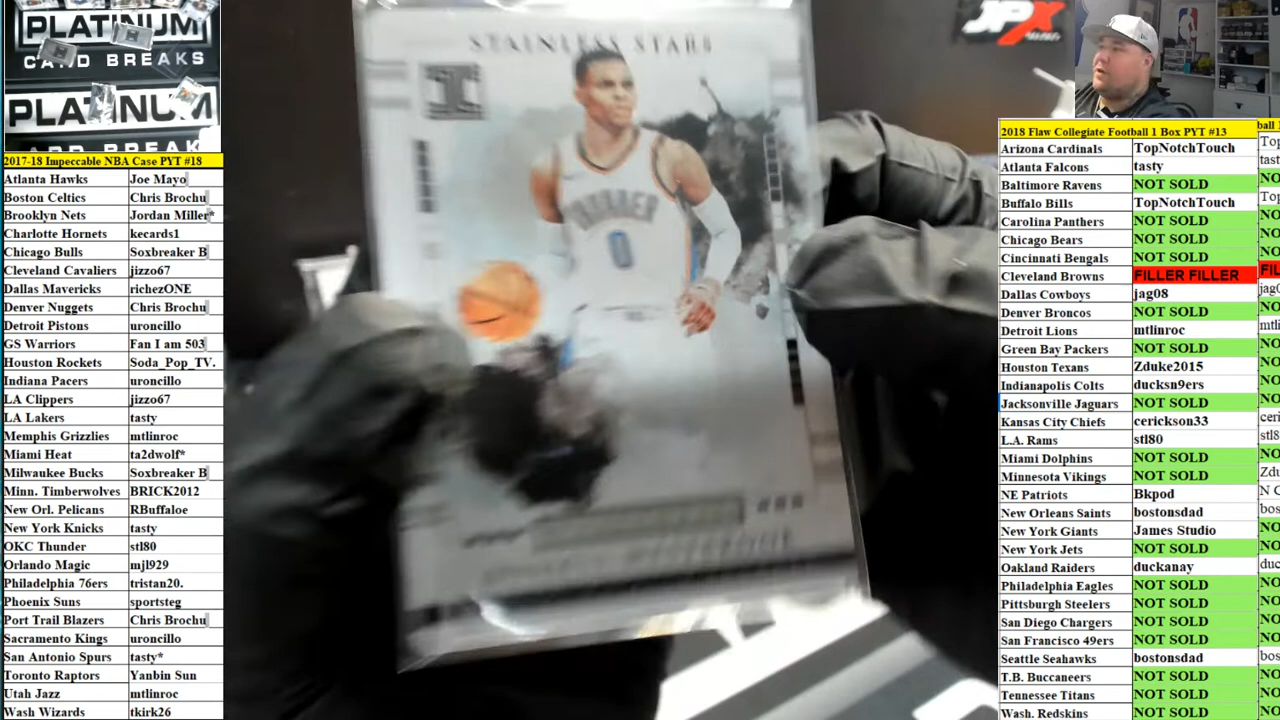 PLATINUM
CARD BREAKS
PLATINUM
2017-18 Impeccable NBA Case PYT #18
Atlanta Hawks Joe Mayo
Boston Celtics Chris Brochu
Brooklyn Nets Jordan Miller*
Charlotte Hornets kecards1
Chicago Bulls Soxbreaker B
Cleveland Cavaliers jizzo67
Dallas Mavericks richezONE
Denver Nuggets Chris Brochu
Detroit Pistons uroncillo
GS Warriors Fan I am 503
Houston Rockets Soda_Pop_TV.
Indiana Pacers uroncillo
LA Clippers jizzo67
LA Lakers tasty
Memphis Grizzlies mtlinroc
Miami Heat ta2dwolf*
Milwaukee Bucks Soxbreaker B
Minn. Timberwolves BRICK2012
New Orl. Pelicans RBuffaloe
New York Knicks tasty
OKC Thunder stl80
Orlando Magic mjl929
Philadelphia 76ers tristan20.
Phoenix Suns sportsteg
Port Trail Blazers Chris Brochu
Sacramento Kings uroncillo
San Antonio Spurs tasty*
Toronto Raptors Yanbin Sun
Utah Jazz mtlinroc
Wash Wizards tkirk26
STAINLESS STARS
THUNDER
0
JPX
2018 Flaw Collegiate Football 1 Box PYT #13
Arizona Cardinals TopNotchTouch
Atlanta Falcons tasty
Baltimore Ravens NOT SOLD
Buffalo Bills TopNotchTouch
Carolina Panthers NOT SOLD
Chicago Bears NOT SOLD
Cincinnati Bengals NOT SOLD
Cleveland Browns FILLER FILLER
Dallas Cowboys jag08
Denver Broncos NOT SOLD
Detroit Lions mtlinroc
Green Bay Packers NOT SOLD
Houston Texans Zduke2015
Indianapolis Colts ducksn9ers
Jacksonville Jaguars NOT SOLD
Kansas City Chiefs cerickson33
L.A. Rams stl80
Miami Dolphins NOT SOLD
Minnesota Vikings NOT SOLD
NE Patriots Bkpod
New Orleans Saints bostonsdad
New York Giants James Studio
New York Jets NOT SOLD
Oakland Raiders duckanay
Philadelphia Eagles NOT SOLD
Pittsburgh Steelers NOT SOLD
San Diego Chargers NOT SOLD
San Francisco 49ers NOT SOLD
Seattle Seahawks bostonsdad
T.B. Buccaneers NOT SOLD
Tennessee Titans NOT SOLD
Wash. Redskins NOT SOLD